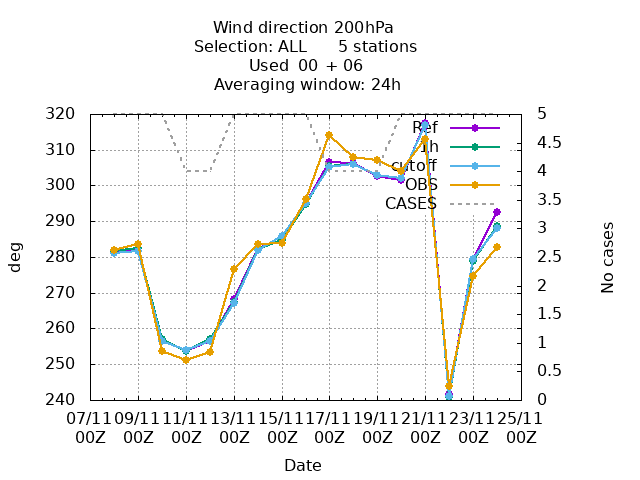 Wind direction 200hPa
Selection: ALL 5 stations
Used 00 + 06
Averaging window: 24h
320
310
300
290
280
270
260
250
240
5
4.5
4
3.5
3
2.5
2
1.5
1
0.5
0
deg
No cases
Ref
1h
cutoff
OBS
CASES
07/11 09/11 11/11 13/11 15/11 17/11 19/11 21/11 23/11 25/11
00Z 00Z 00Z 00Z 00Z 00Z 00Z 00Z 00Z 00Z
Date